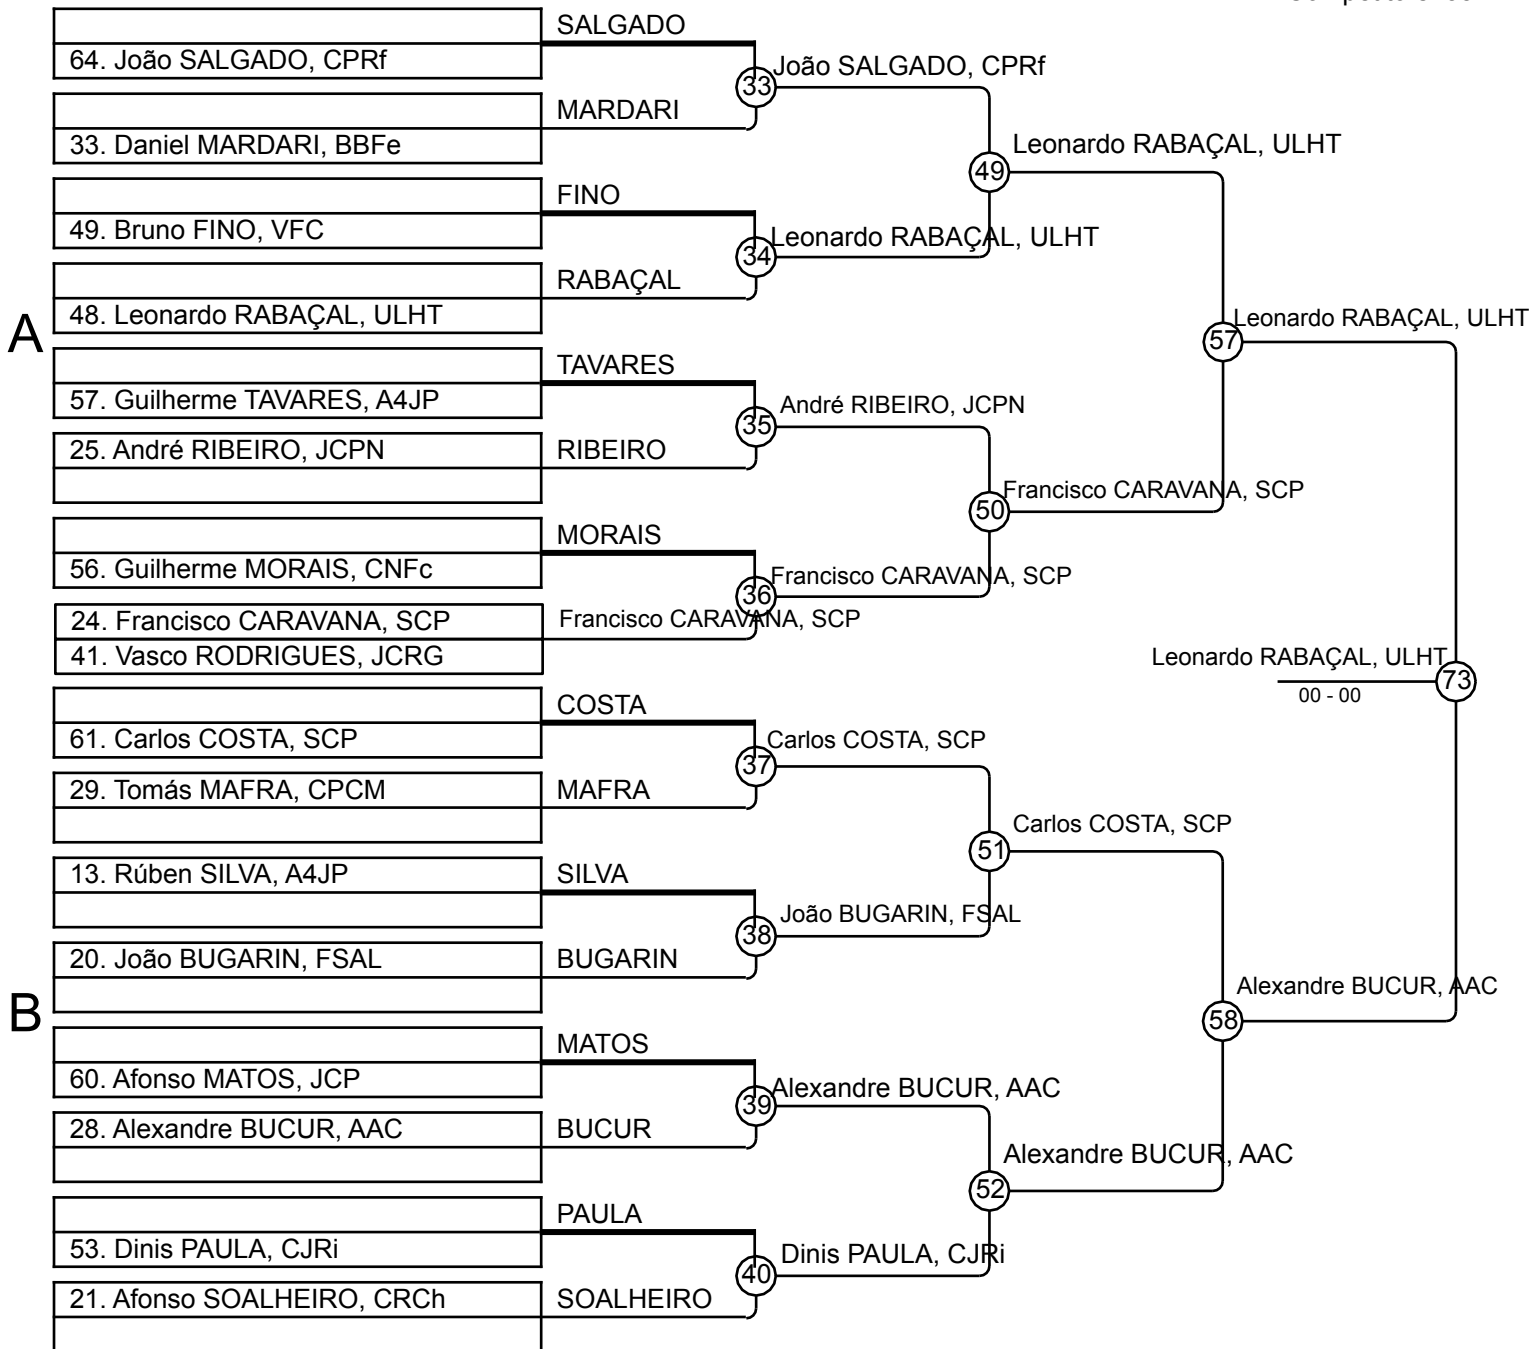 SALGADO
64. João SALGADO, CPRf
João SALGADO, CPRf
33
MARDARI
33. Daniel MARDARI, BBFe
Leonardo RABAÇAL, ULHT
49
FINO
49. Bruno FINO, VFC
Leonardo RABAÇAL, ULHT
34
RABAÇAL
48. Leonardo RABAÇAL, ULHT
A
Leonardo RABAÇAL, ULHT
57
TAVARES
57. Guilherme TAVARES, A4JP
André RIBEIRO, JCPN
35
25. André RIBEIRO, JCPN
RIBEIRO
Francisco CARAVANA, SCP
50
MORAIS
56. Guilherme MORAIS, CNFc
Francisco CARAVANA, SCP
36
24. Francisco CARAVANA, SCP
Francisco CARAVANA, SCP
41. Vasco RODRIGUES, JCRG
Leonardo RABAÇAL, ULHT
73
00 - 00
COSTA
61. Carlos COSTA, SCP
Carlos COSTA, SCP
37
29. Tomás MAFRA, CPCM
MAFRA
Carlos COSTA, SCP
51
13. Rúben SILVA, A4JP
SILVA
João BUGARIN, FSAL
38
20. João BUGARIN, FSAL
BUGARIN
B
Alexandre BUCUR, AAC
58
MATOS
60. Afonso MATOS, JCP
Alexandre BUCUR, AAC
39
28. Alexandre BUCUR, AAC
BUCUR
Alexandre BUCUR, AAC
52
PAULA
53. Dinis PAULA, CJRi
Dinis PAULA, CJRi
40
21. Afonso SOALHEIRO, CRCh
SOALHEIRO